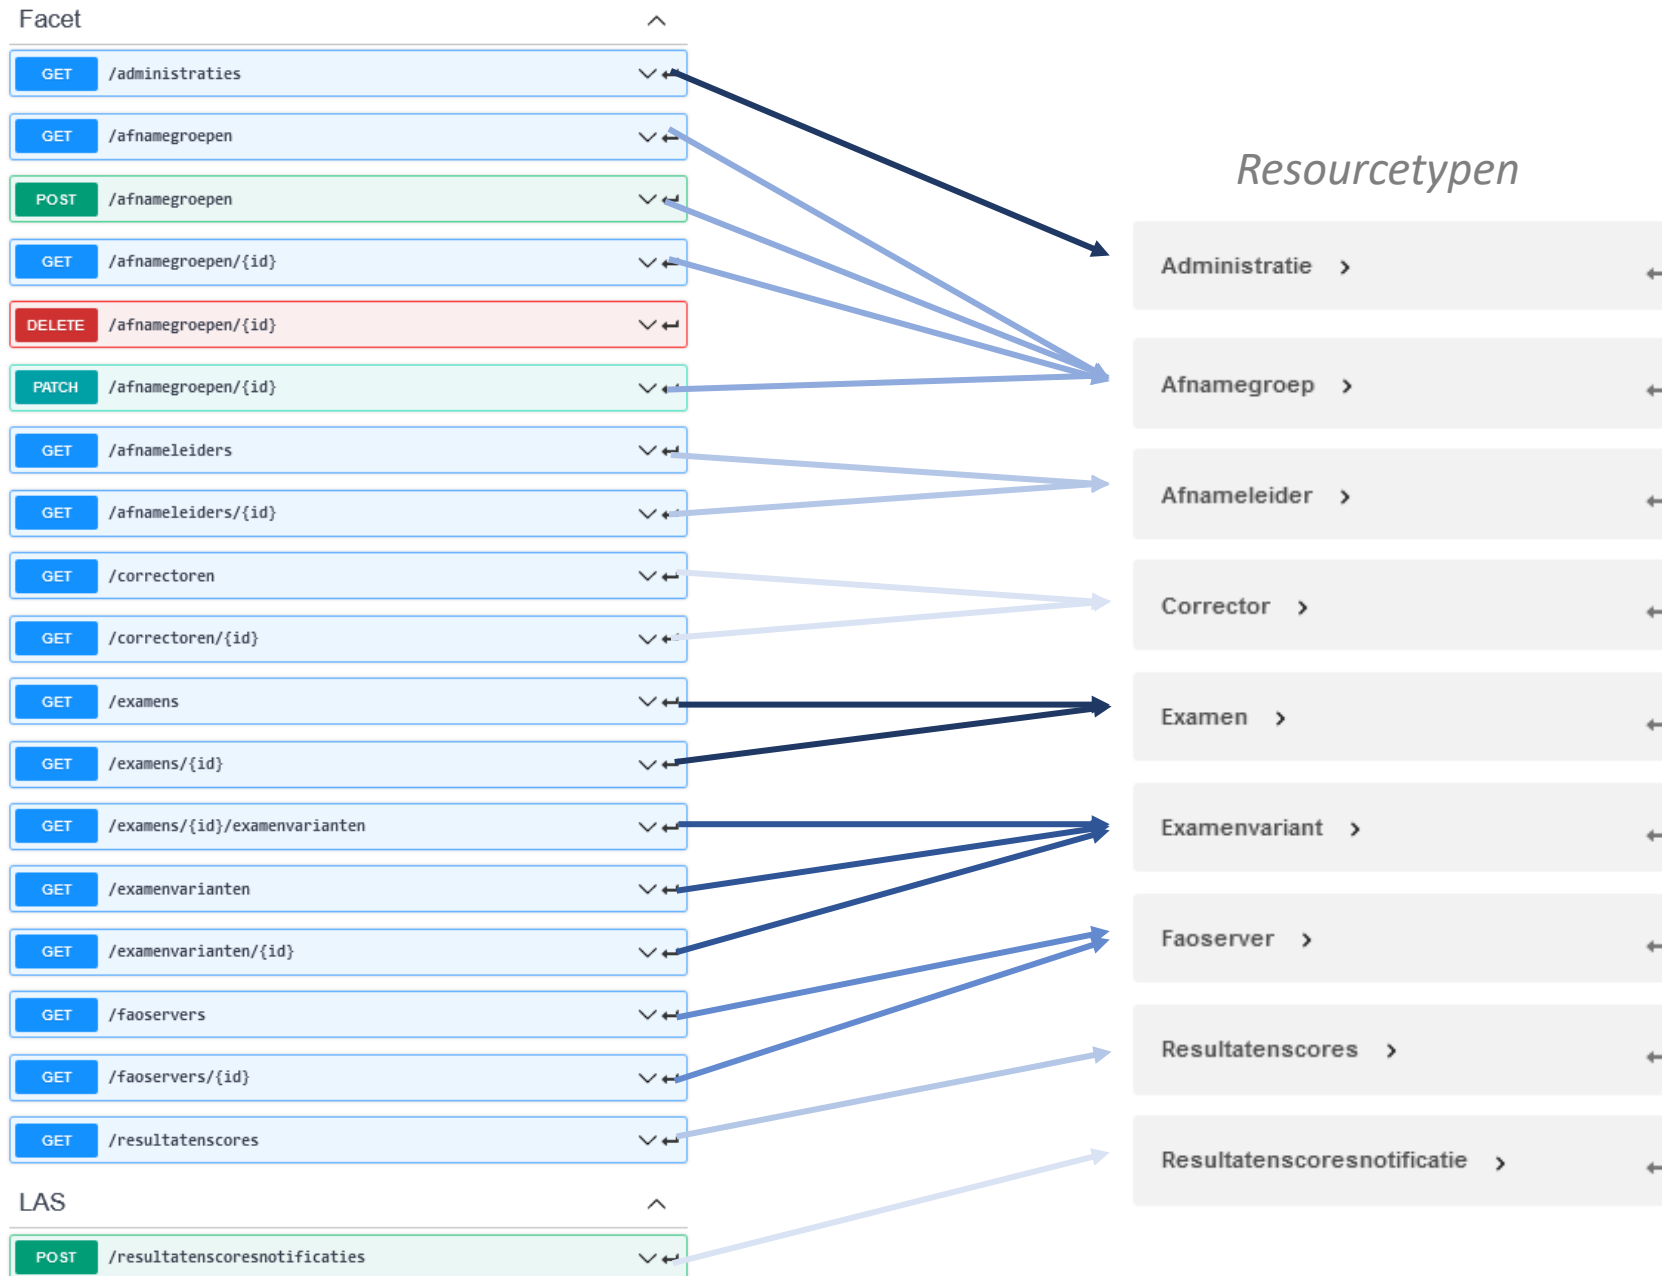 Facet
GET /administraties
GET /afnamegroepen
POST /afnamegroepen
GET /afnamegroepen/{id}
DELETE /afnamegroepen/{id}
PATCH /afnamegroepen/{id}
GET /afnameleiders
GET /afnameleiders/{id}
GET /correctoren
GET /correctoren/{id}
GET /examens
GET /examens/{id}
GET /examens/{id}/examenvarianten
GET /examenvarianten
GET /examenvarianten/{id}
GET /faoservers
GET /faoservers/{id}
GET /resultatenscores
LAS
POST /resultatenscoresnotificaties
Resourcetypen
Administratie
Afnamegroep
Afnameleider
Corrector
Examen
Examenvariant
Faoserver
Resultatenscores
Resultatenscoresnotificatie